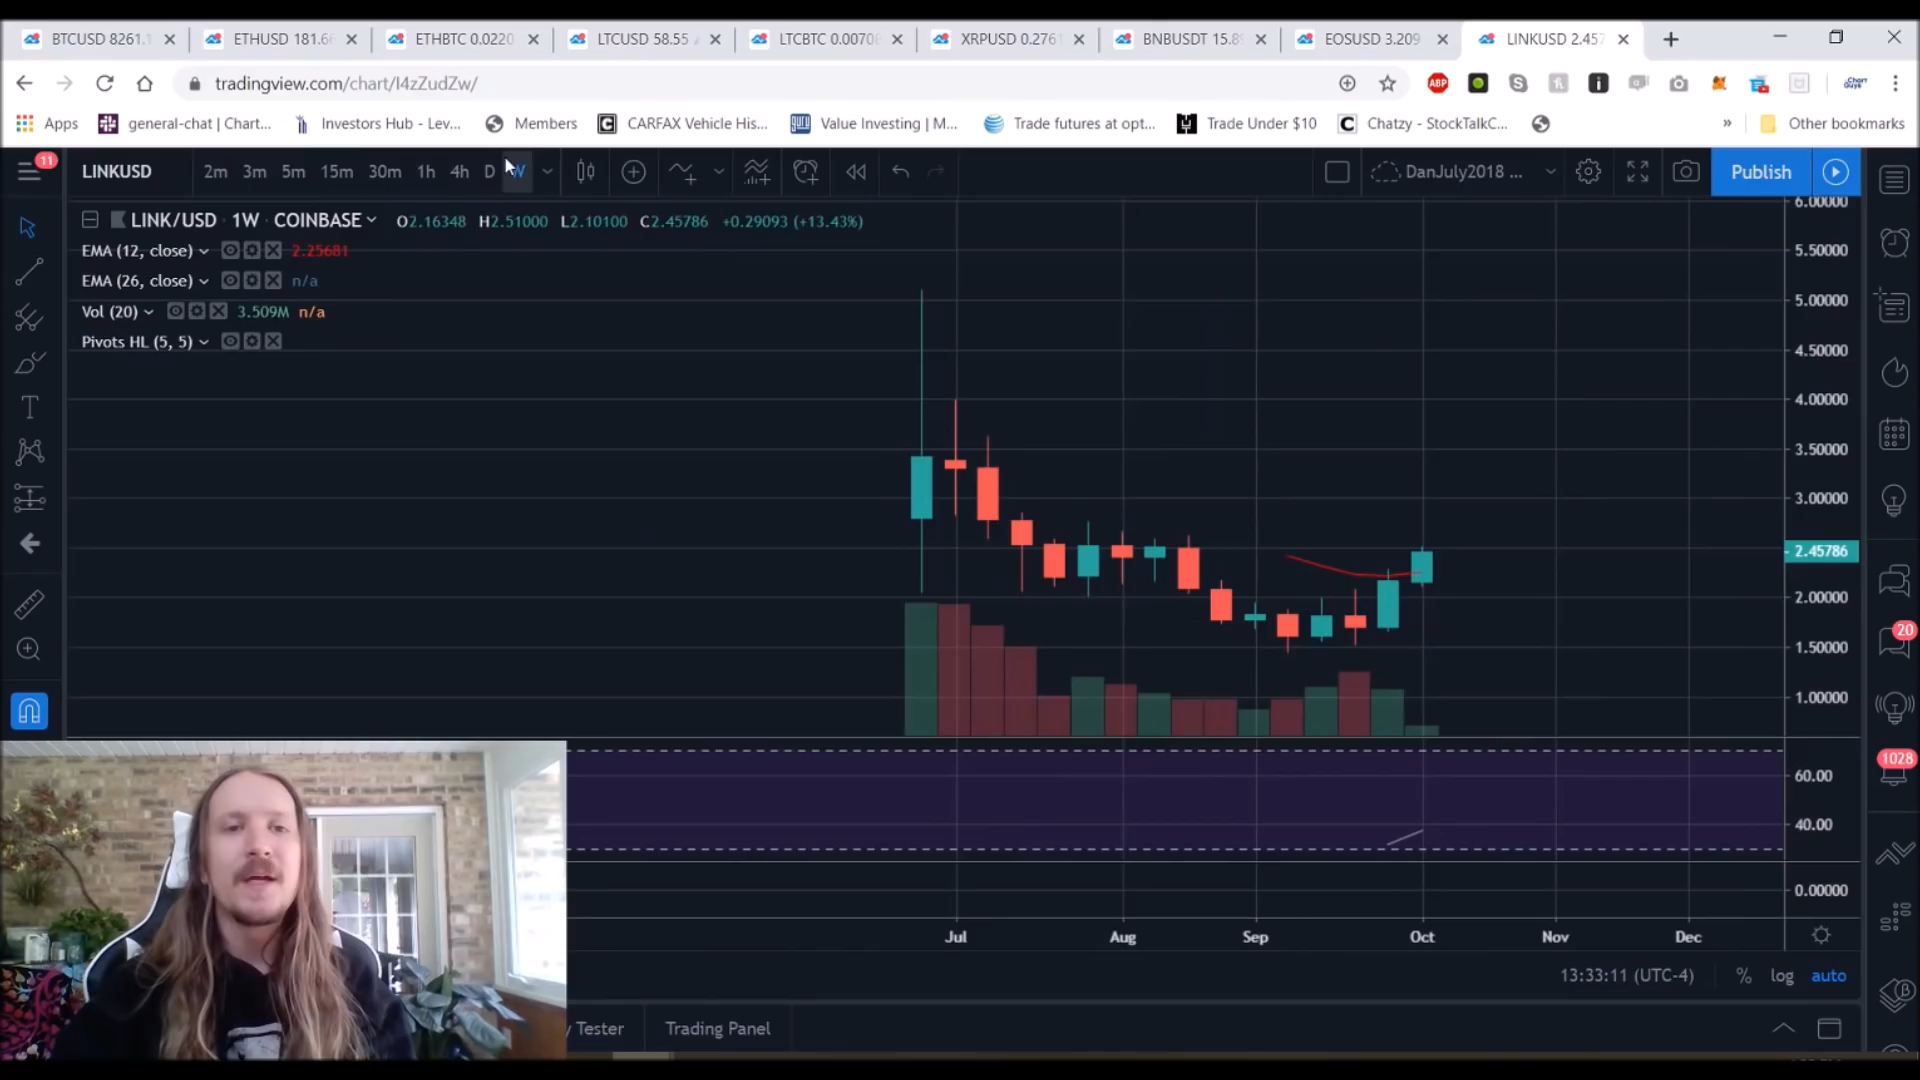 BTCUSD 8261.1
ETHUSD 181.6
ETHBTC 0.0220
LTCUSD 58.55
LTCBTC 0.0070
XRPUSD 0.2761
BNBUSDT 15.8
EOSUSD 3.209
LINKUSD 2.457
tradingview.com/chart/I4zZudZw/
ABP
Apps
general-chat | Chart...
Investors Hub - Lev...
Members
CARFAX Vehicle His...
guru
Value Investing | M...
Trade futures at opt...
Trade Under $10
Chatzy - StockTalkC...
»
Other bookmarks
11
LINKUSD
2m 3m 5m 15m 30m 1h 4h D W
DanJuly2018 ...
Publish
LINK/USD 1W COINBASE O2.16348 H2.51000 L2.10100 C2.45786 +0.29093 (+13.43%)
EMA (12, close) 2.25681
EMA (26, close) n/a
Vol (20) 3.509M n/a
Pivots HL (5, 5)
6.00000
5.50000
5.00000
4.50000
4.00000
3.50000
3.00000
2.45786
2.00000
1.50000
1.00000
60.00
40.00
0.00000
20
1028
Jul Aug Sep Oct Nov Dec
13:33:11 (UTC-4) % log auto
Tester Trading Panel